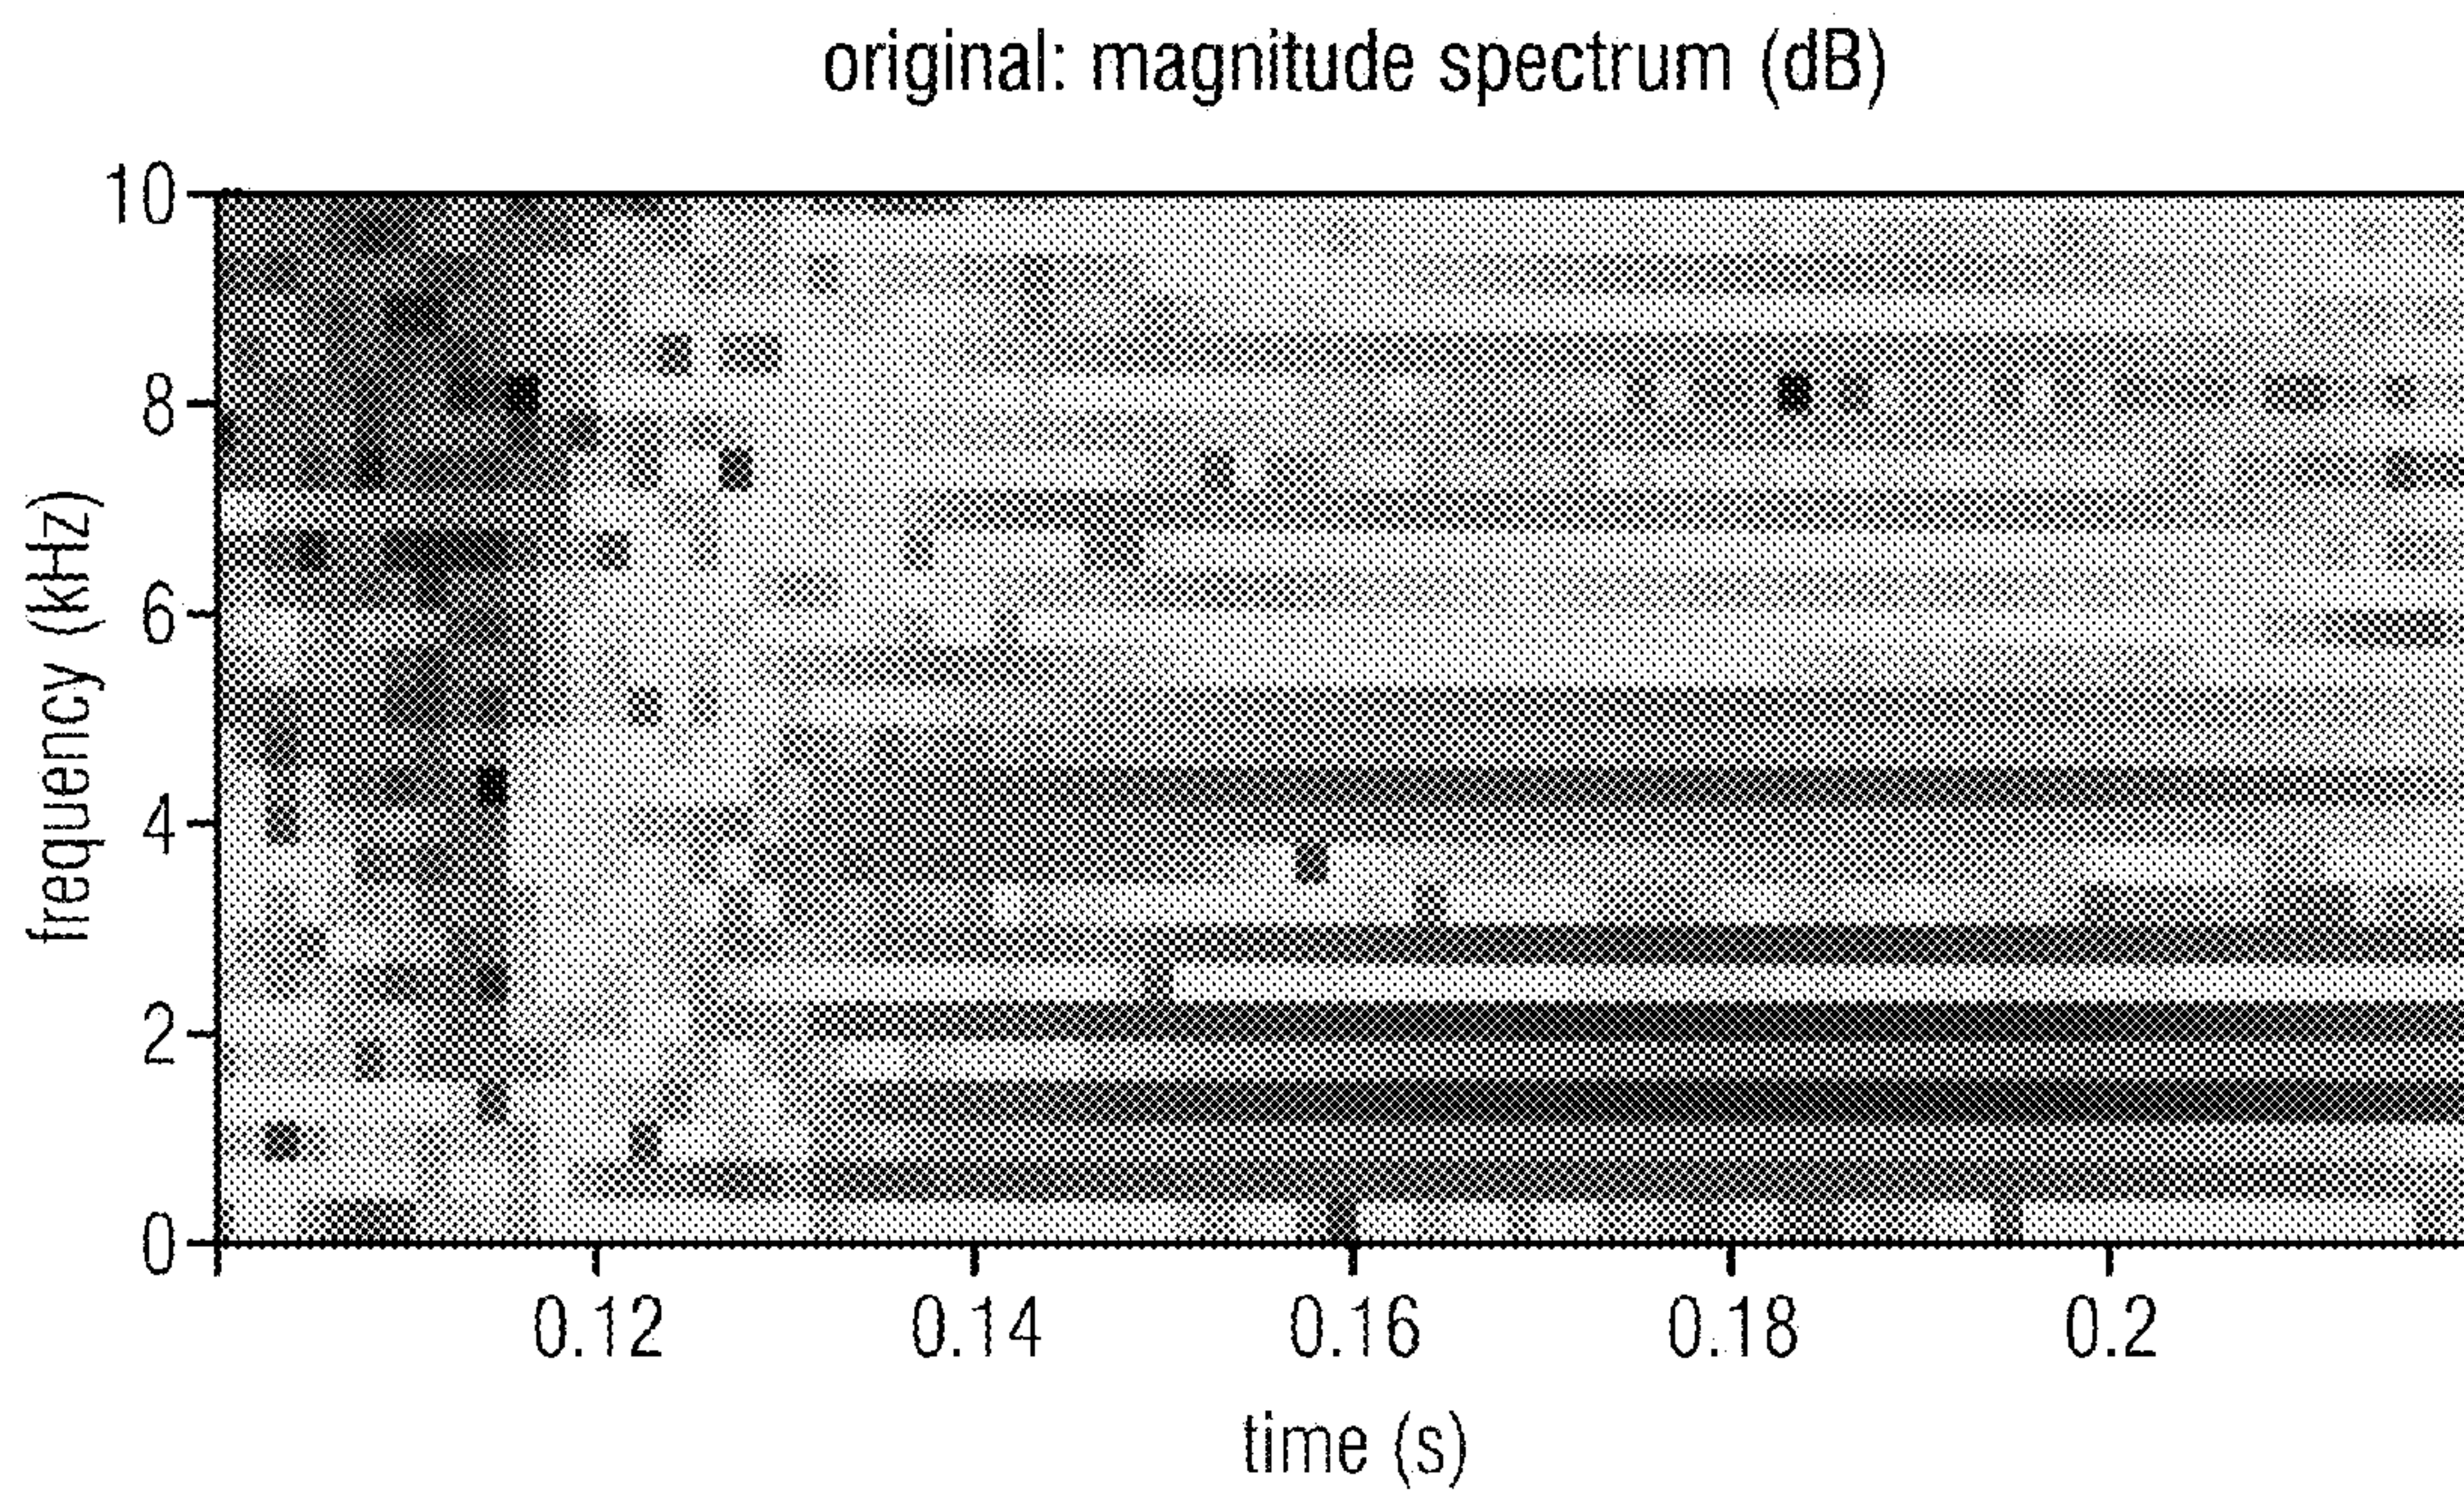 original: magnitude spectrum (dB)
10
8
6
4
2
0
frequency (kHz)
0.12 0.14 0.16 0.18 0.2
time (s)